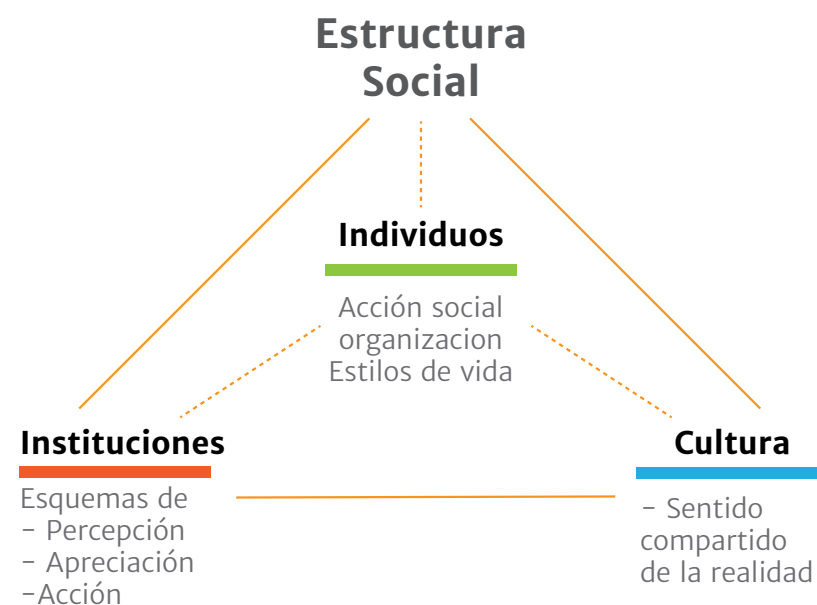 Estructura
Social
Individuos
Acción social
organizacion
Estilos de vida
Instituciones
Esquemas de
- Percepción
- Apreciación
-Acción
Cultura
- Sentido
compartido
de la realidad